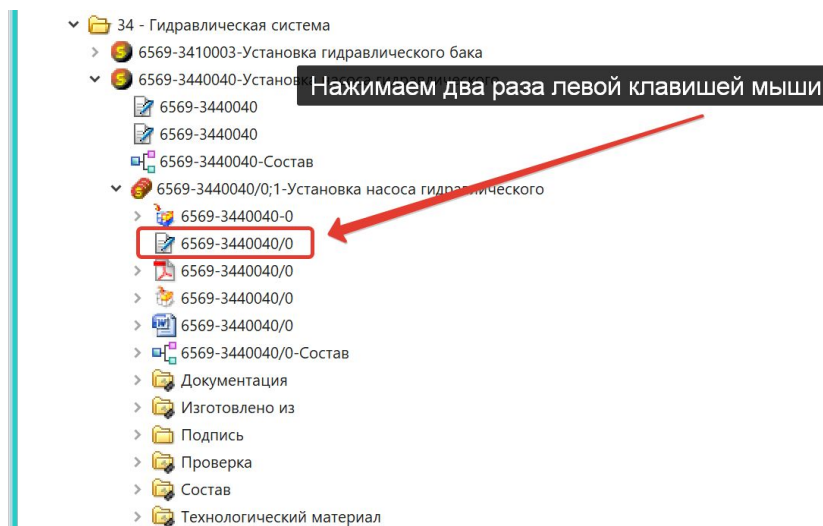 34 - Гидравлическая система
6569-3410003-Установка гидравлического бака
6569-3440040-Установка насоса гидравлического
Нажимаем два раза левой клавишей мыши
6569-3440040
6569-3440040
6569-3440040-Состав
6569-3440040/0;1-Установка насоса гидравлического
6569-3440040-0
6569-3440040/0
6569-3440040/0
6569-3440040/0
6569-3440040/0
6569-3440040/0-Состав
Документация
Изготовлено из
Подпись
Проверка
Состав
Технологический материал